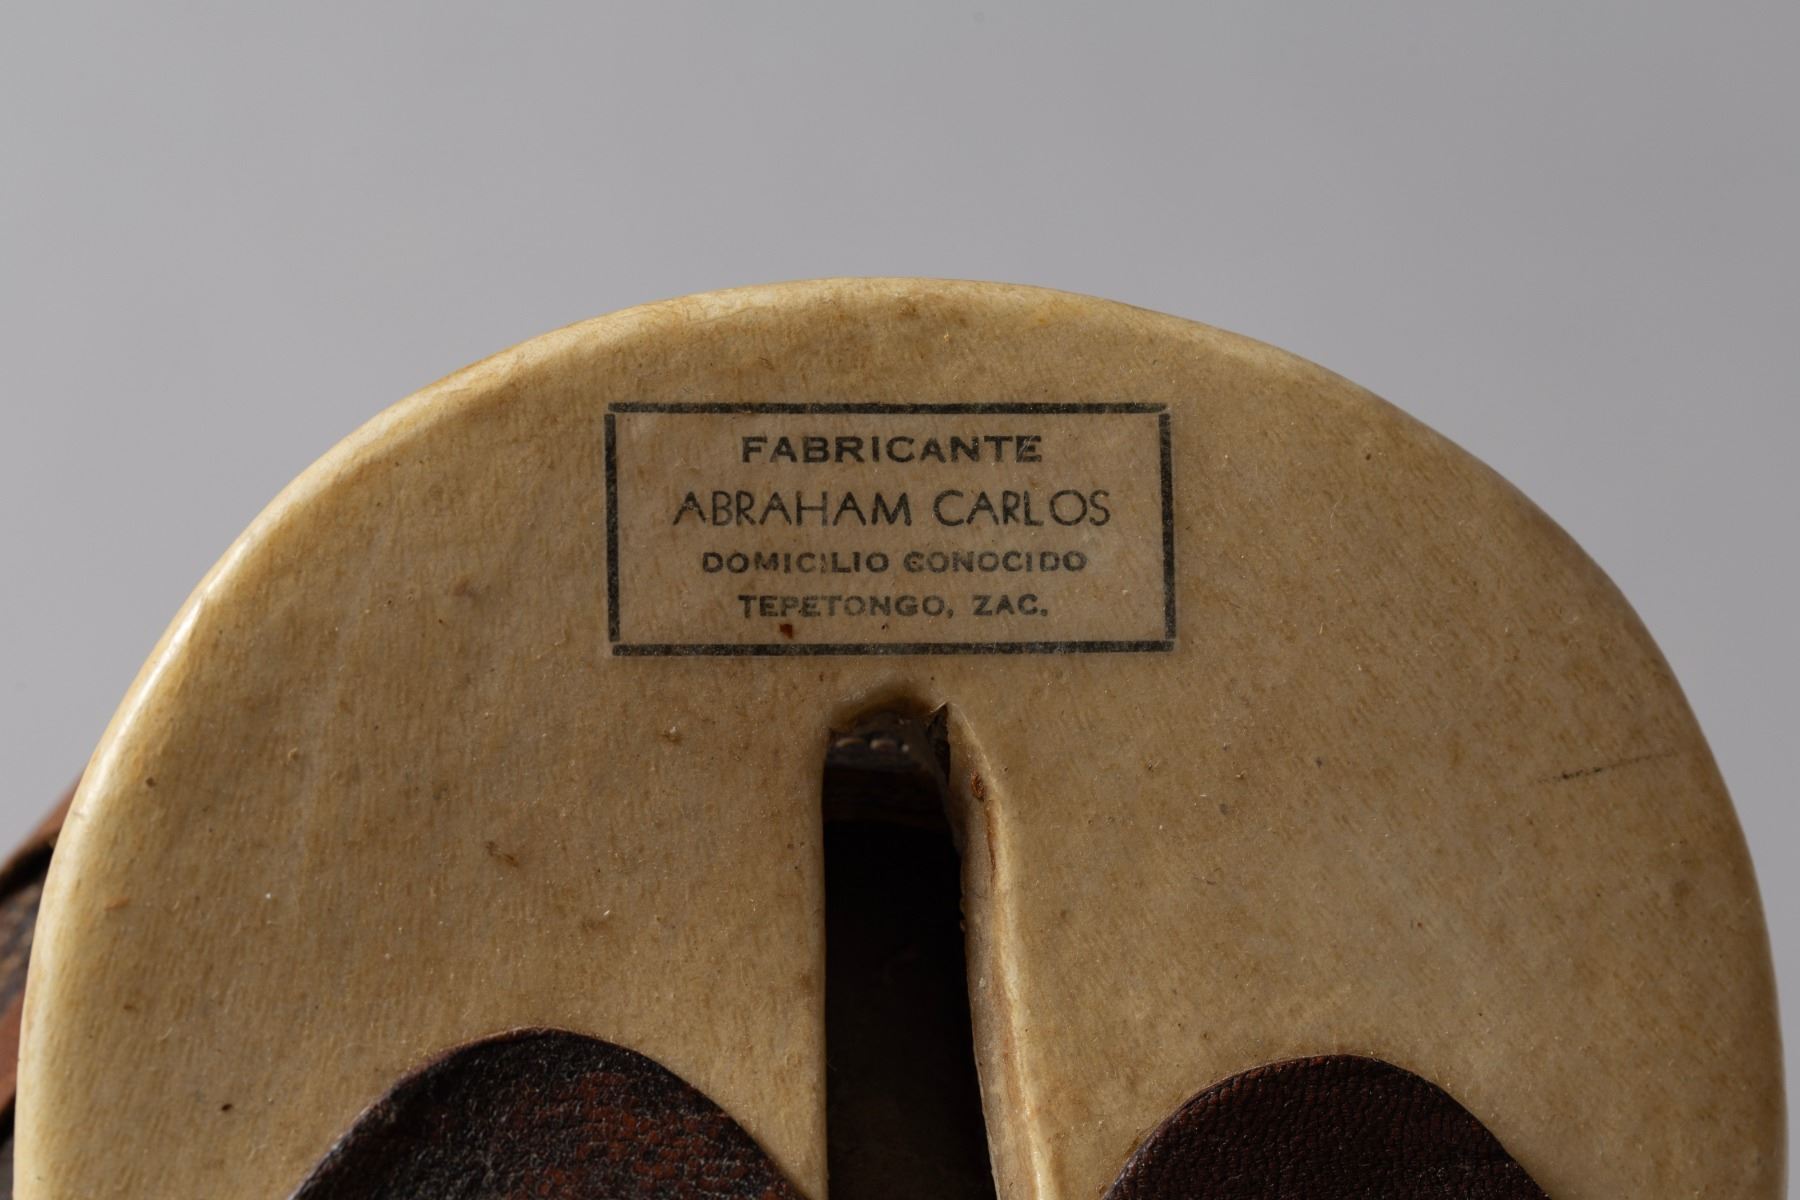 FABRICANTE
ABRAHAM CARLOS
DOMICILIO CONOCIDO
TEPETONGO, ZAC.